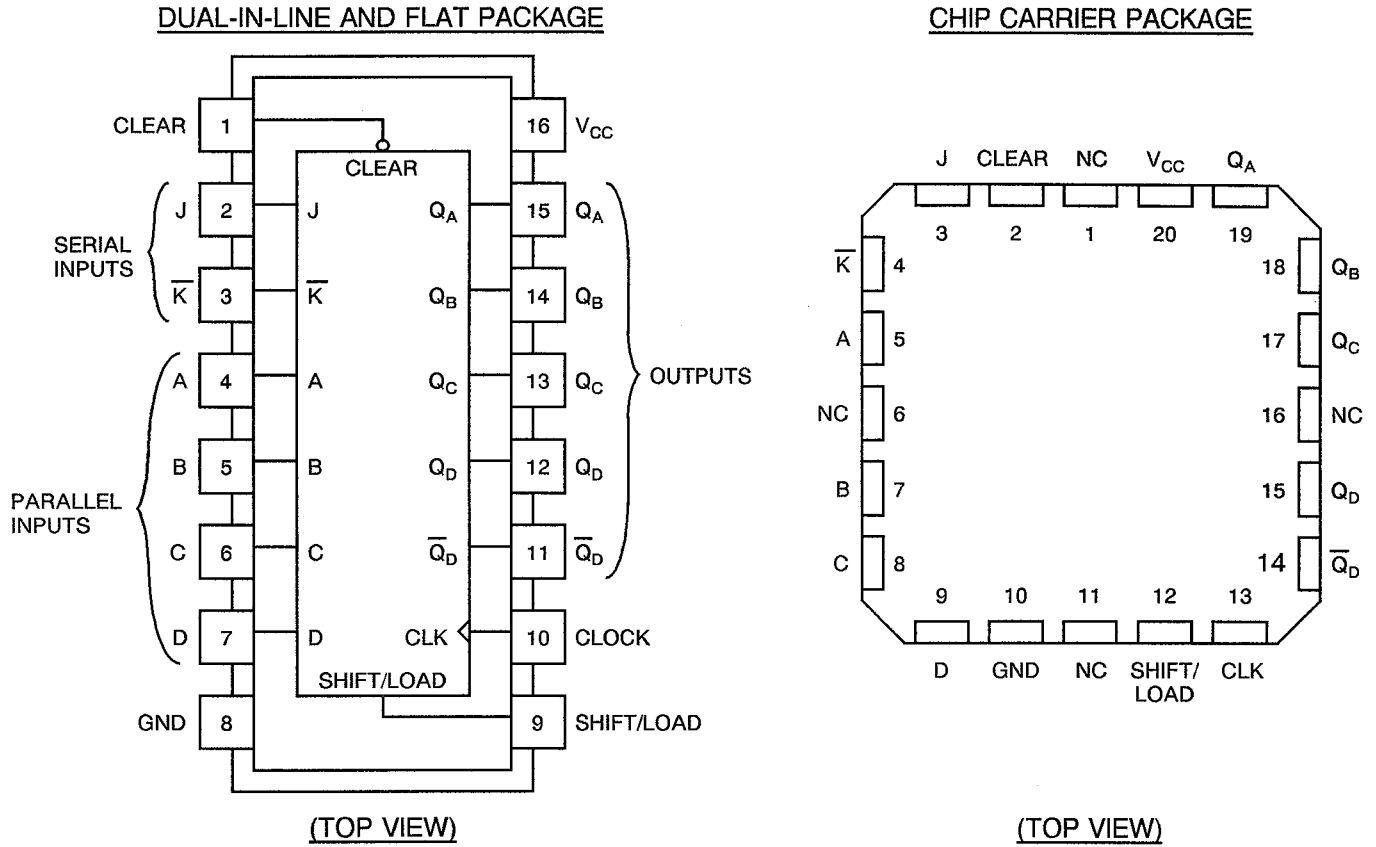 DUAL-IN-LINE AND FLAT PACKAGE
CLEAR 1 16 VCC
CLEAR
SERIAL
INPUTS
J 2 J QA 15 QA
K̅ 3 K̅ QB 14 QB
A 4 A QC 13 QC
OUTPUTS
B 5 B QD 12 QD
PARALLEL
INPUTS
C 6 C Q̅D 11 Q̅D
D 7 D CLK 10 CLOCK
SHIFT/LOAD
GND 8 9 SHIFT/LOAD
(TOP VIEW)
CHIP CARRIER PACKAGE
J CLEAR NC VCC QA
3 2 1 20 19
K̅ 4 18 QB
A 5 17 QC
NC 6 16 NC
B 7 15 QD
C 8 14 Q̅D
9 10 11 12 13
D GND NC SHIFT/ CLK
LOAD
(TOP VIEW)